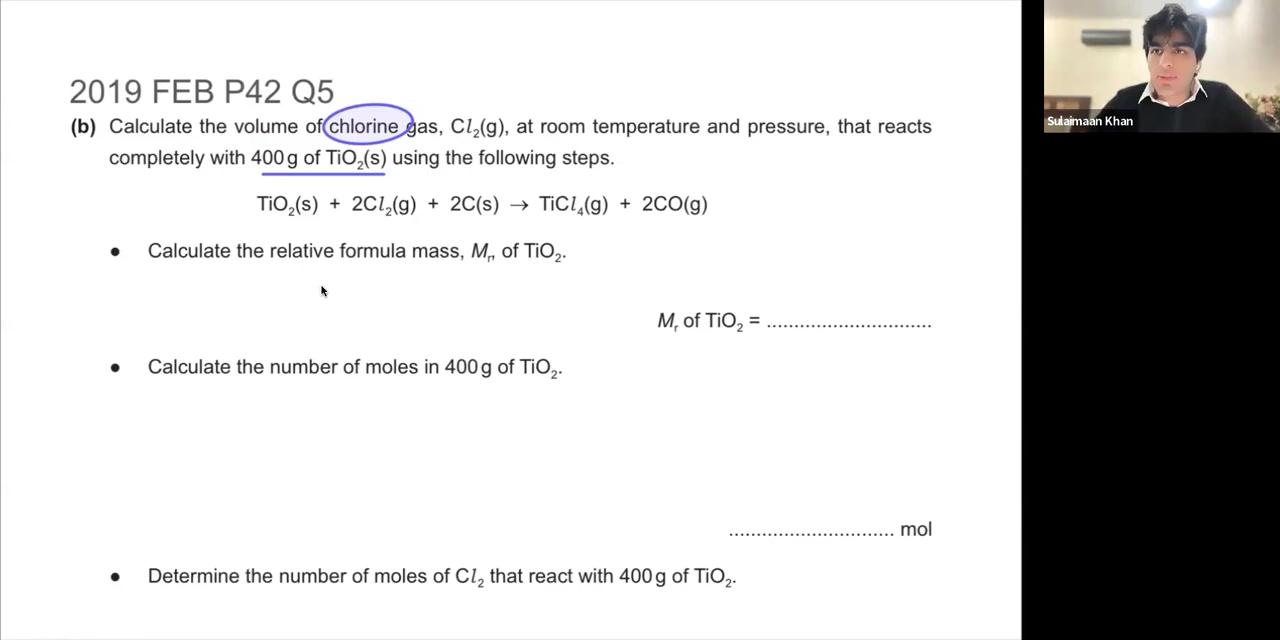 2019 FEB P42 Q5
(b) Calculate the volume of chlorine gas, Cl₂(g), at room temperature and pressure, that reacts
completely with 400 g of TiO₂(s) using the following steps.
TiO₂(s) + 2Cl₂(g) + 2C(s) → TiCl₄(g) + 2CO(g)
• Calculate the relative formula mass, Mᵣ, of TiO₂.
Mᵣ of TiO₂ = ..............................
• Calculate the number of moles in 400 g of TiO₂.
.............................. mol
• Determine the number of moles of Cl₂ that react with 400 g of TiO₂.
Sulaimaan Khan